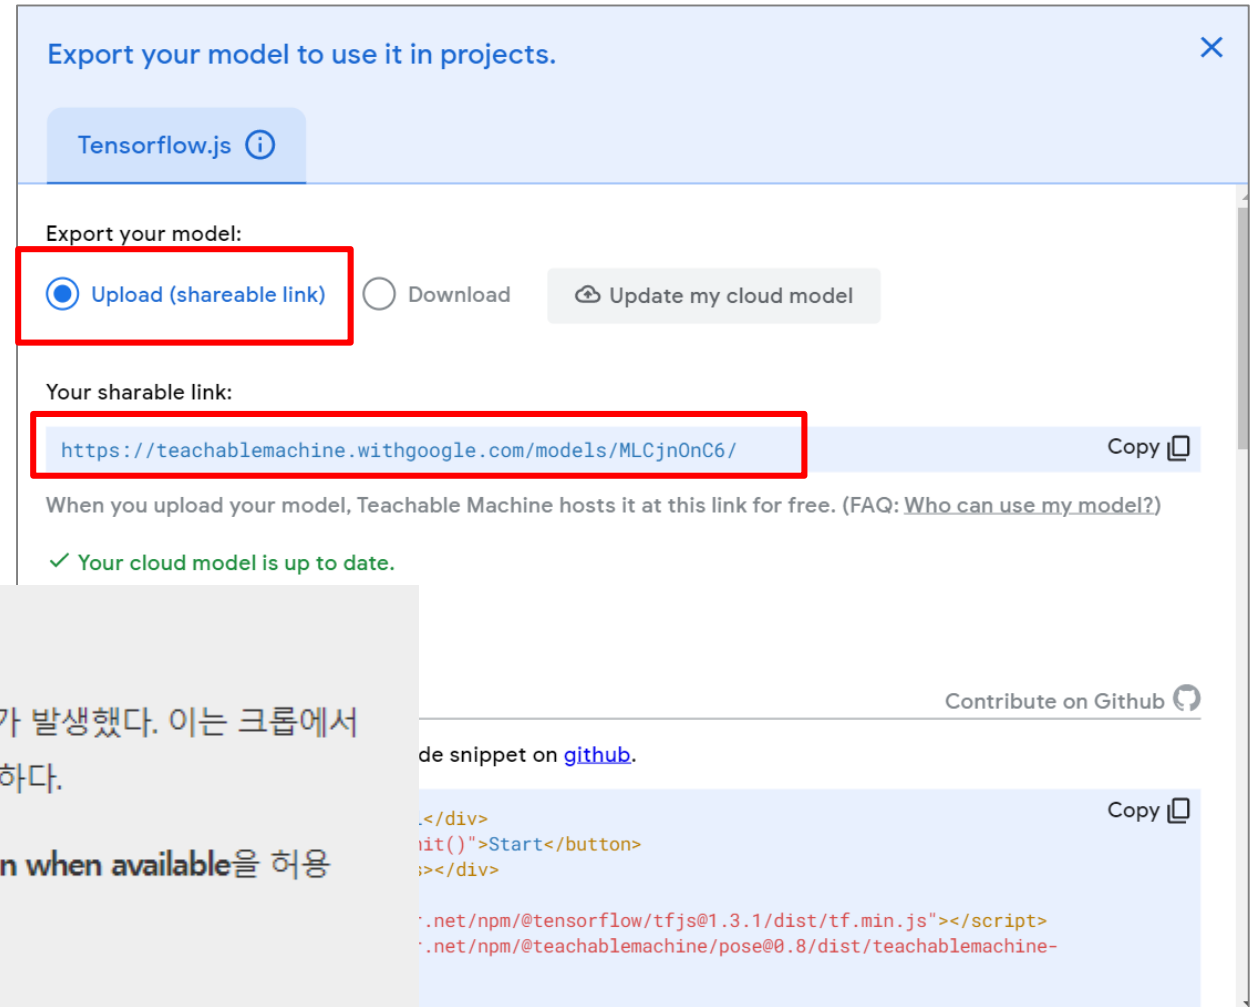 Export your model to use it in projects.
Tensorflow.js
Export your model:
Upload (shareable link) Download Update my cloud model
Your sharable link:
https://teachablemachine.withgoogle.com/models/MLCjnOnC6/ Copy
When you upload your model, Teachable Machine hosts it at this link for free. (FAQ: Who can use my model?)
✓ Your cloud model is up to date.
Contribute on Github
가 발생했다. 이는 크롭에서
하다.
n when available을 허용
de snippet on github.
Copy
</div>
nit()">Start</button>
></div>
.net/npm/@tensorflow/tfjs@1.3.1/dist/tf.min.js"></script>
.net/npm/@teachablemachine/pose@0.8/dist/teachablemachine-